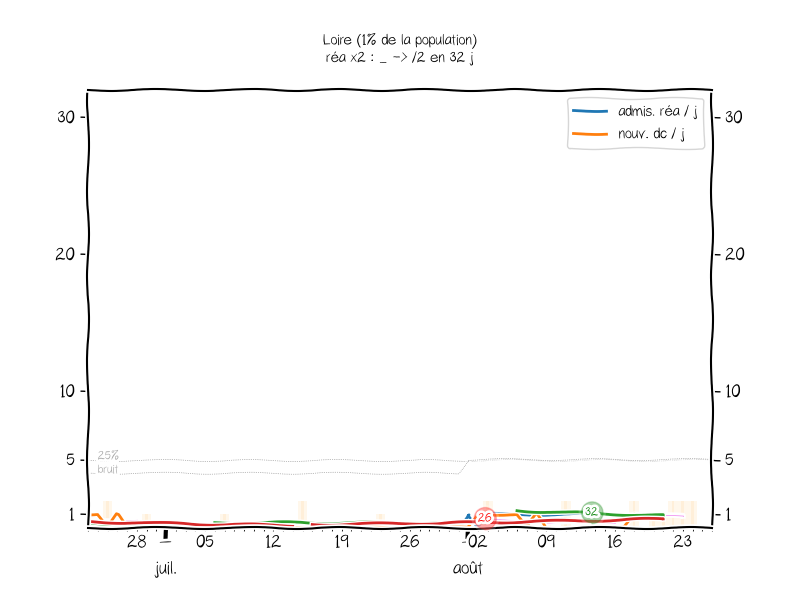 Loire (1% de la population)
réa x2 : _ -> /2 en 32 j
admis. réa / j
nouv. dc / j
30 30
20 20
10 10
5 5
25%
bruit
1 1
26
32
28 05 12 19 26 02 09 16 23
juil. août